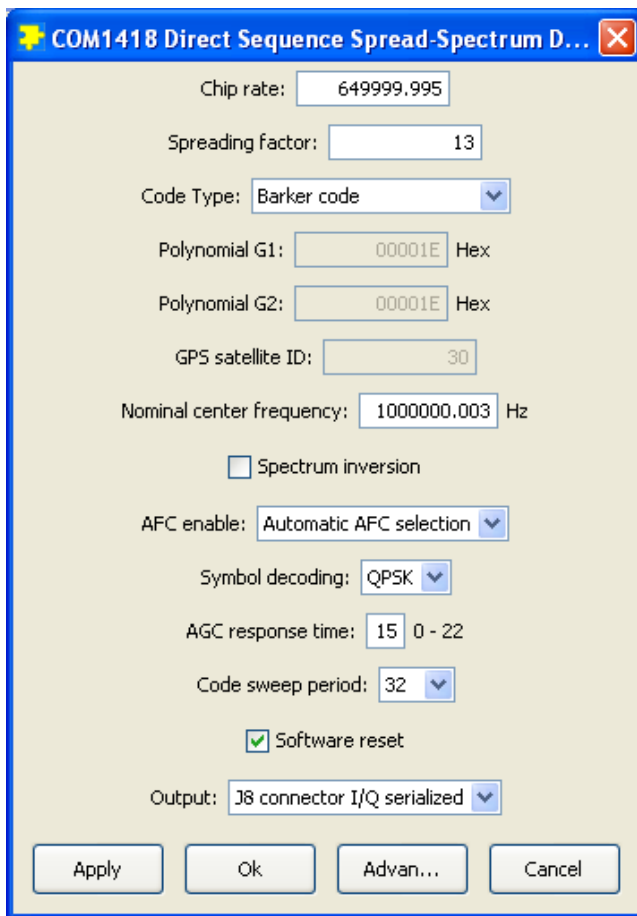 COM1418 Direct Sequence Spread-Spectrum D...
Chip rate: 649999.995
Spreading factor: 13
Code Type: Barker code
Polynomial G1: 00001E Hex
Polynomial G2: 00001E Hex
GPS satellite ID: 30
Nominal center frequency: 1000000.003 Hz
Spectrum inversion
AFC enable: Automatic AFC selection
Symbol decoding: QPSK
AGC response time: 15 0 - 22
Code sweep period: 32
Software reset
Output: J8 connector I/Q serialized
Apply Ok Advan... Cancel